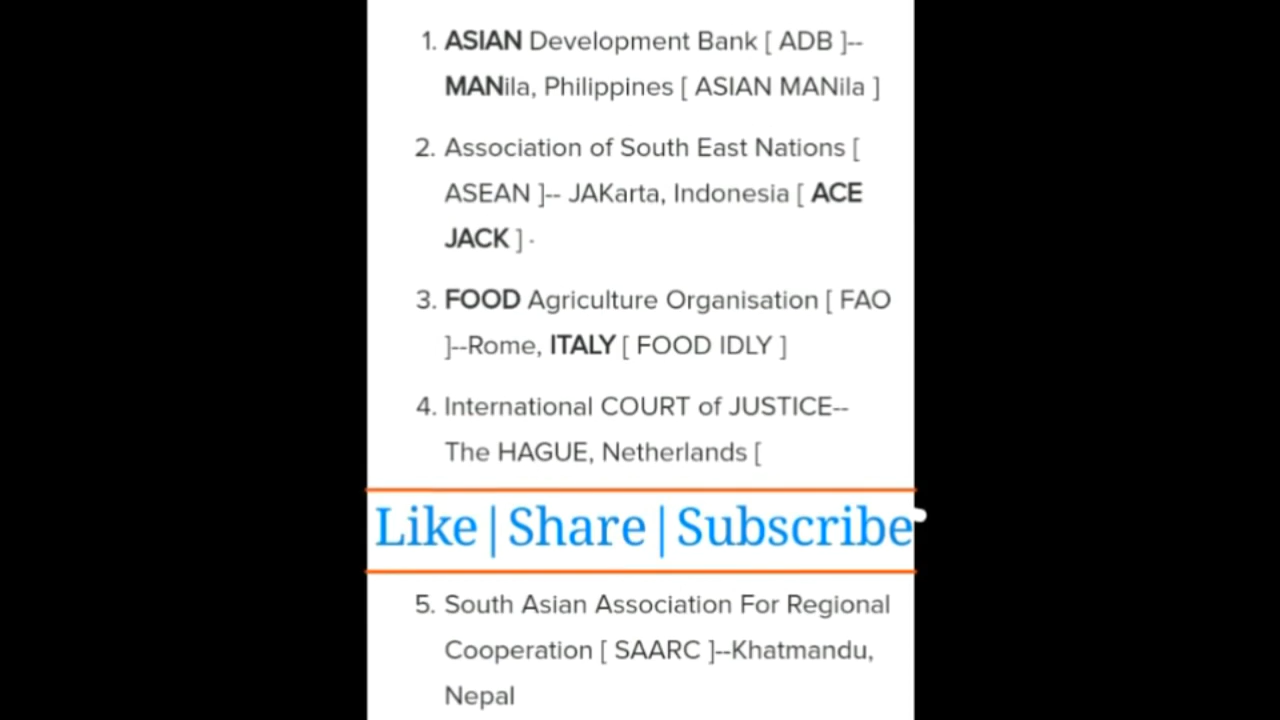 1. ASIAN Development Bank [ ADB ]--
MANila, Philippines [ ASIAN MANila ]
2. Association of South East Nations [
ASEAN ]-- JAKarta, Indonesia [ ACE
JACK ] ·
3. FOOD Agriculture Organisation [ FAO
]--Rome, ITALY [ FOOD IDLY ]
4. International COURT of JUSTICE--
The HAGUE, Netherlands [
Like|Share|Subscribe
5. South Asian Association For Regional
Cooperation [ SAARC ]--Khatmandu,
Nepal